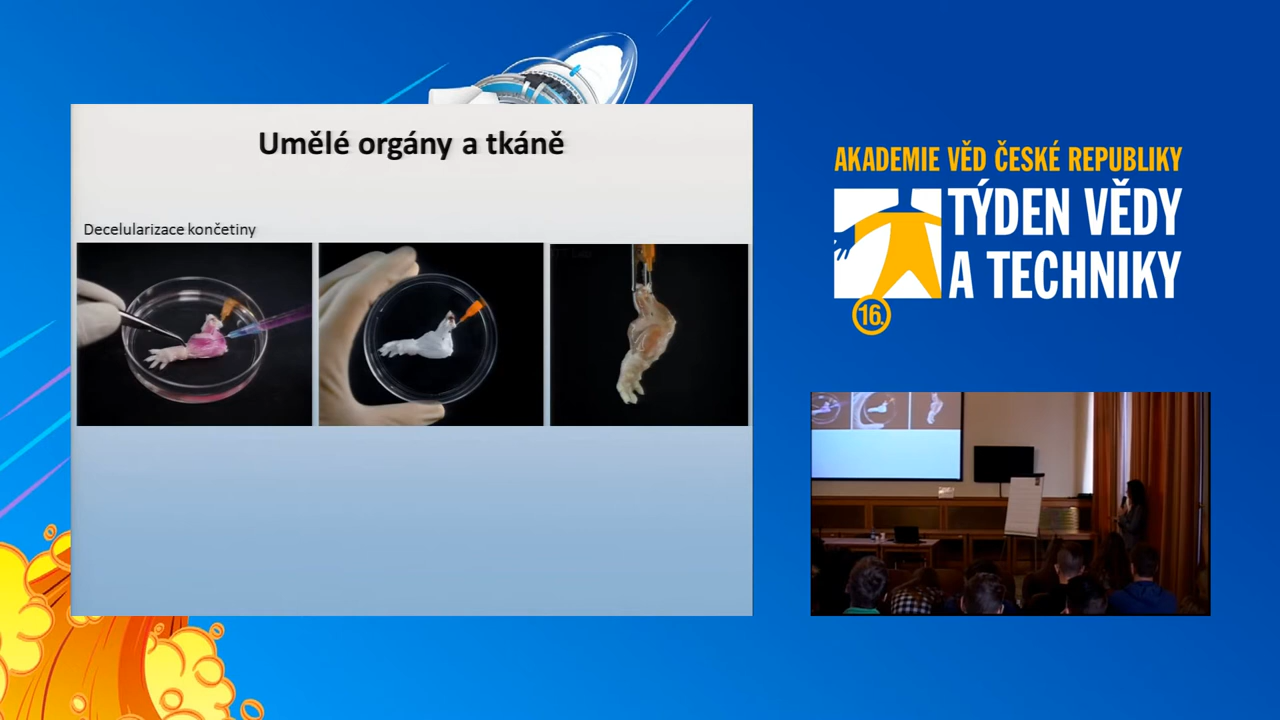 Umělé orgány a tkáně
Decelularizace končetiny
AKADEMIE VĚD ČESKÉ REPUBLIKY
TÝDEN VĚDY
A TECHNIKY
16.